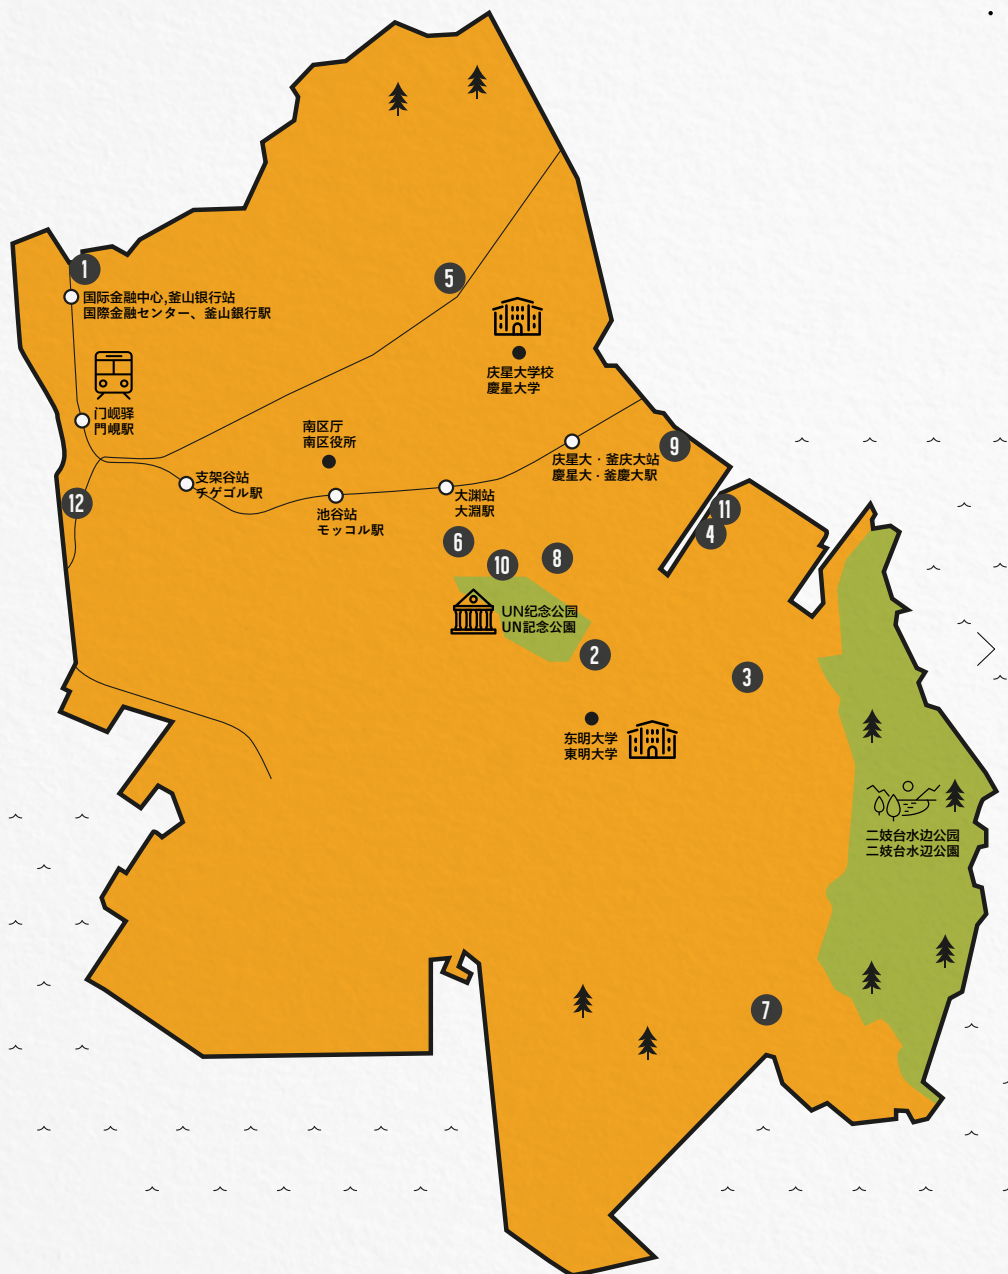 1
国际金融中心,釜山银行站
国際金融センター、釜山銀行駅
5
庆星大学校
慶星大学
门岘驿
門峴駅
南区厅
南区役所
9
庆星大·釜庆大站
慶星大·釜慶大駅
支架谷站
チゲゴル駅
12
大渊站
大淵駅
池谷站
モッコル駅
11
4
6
10
8
UN纪念公园
UN記念公園
2
3
东明大学
東明大学
二妓台水边公园
二妓台水辺公園
7